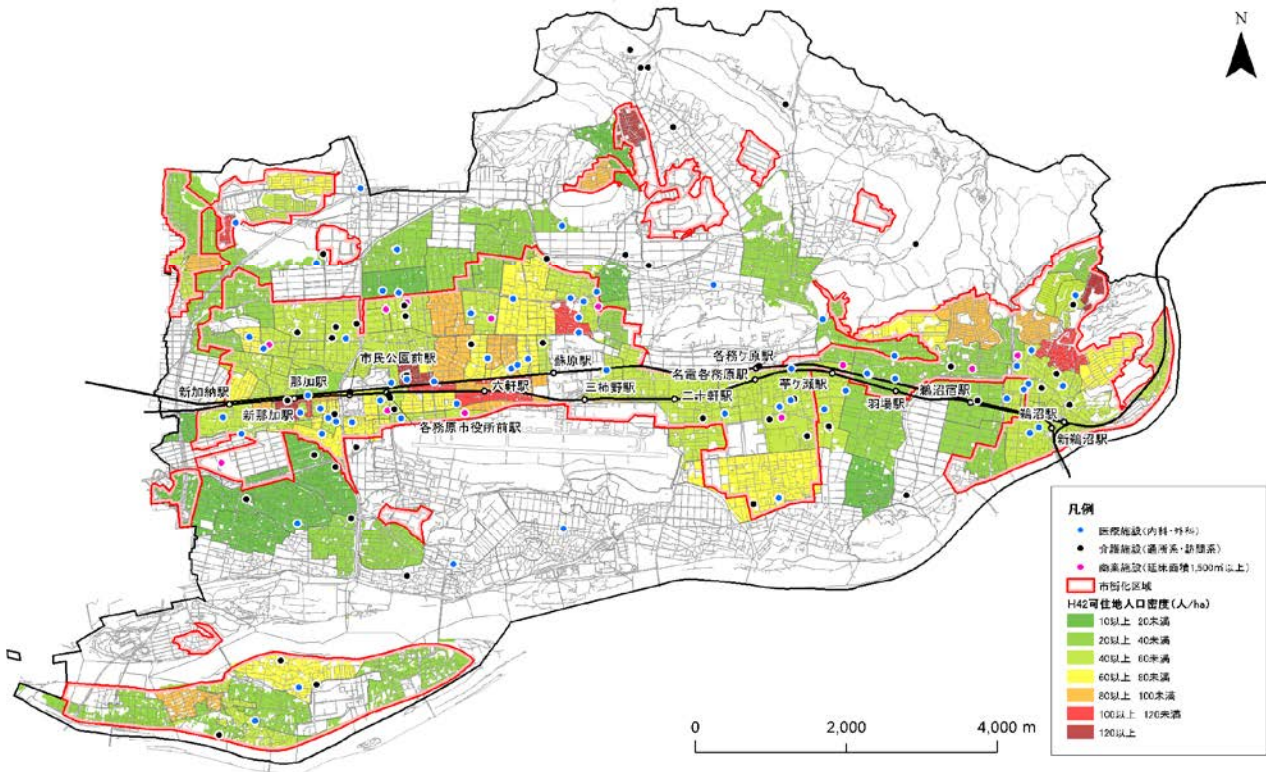 N
各務ケ原駅
市民公園前駅
蘇原駅
名電各務原駅
那加駅
六軒駅
三柿野駅
二十軒駅
苧ケ瀬駅
鵜沼宿駅
新加納駅
羽場駅
鵜沼駅
新那加駅
各務原市役所前駅
新鵜沼駅
凡例
医療施設(内科・外科)
介護施設(通所系・訪問系)
商業施設(延床面積1,500㎡以上)
市街化区域
H42可住地人口密度(人/ha)
10以上 20未満
20以上 40未満
40以上 60未満
60以上 80未満
80以上 100未満
100以上 120未満
120以上
0 2,000 4,000 m